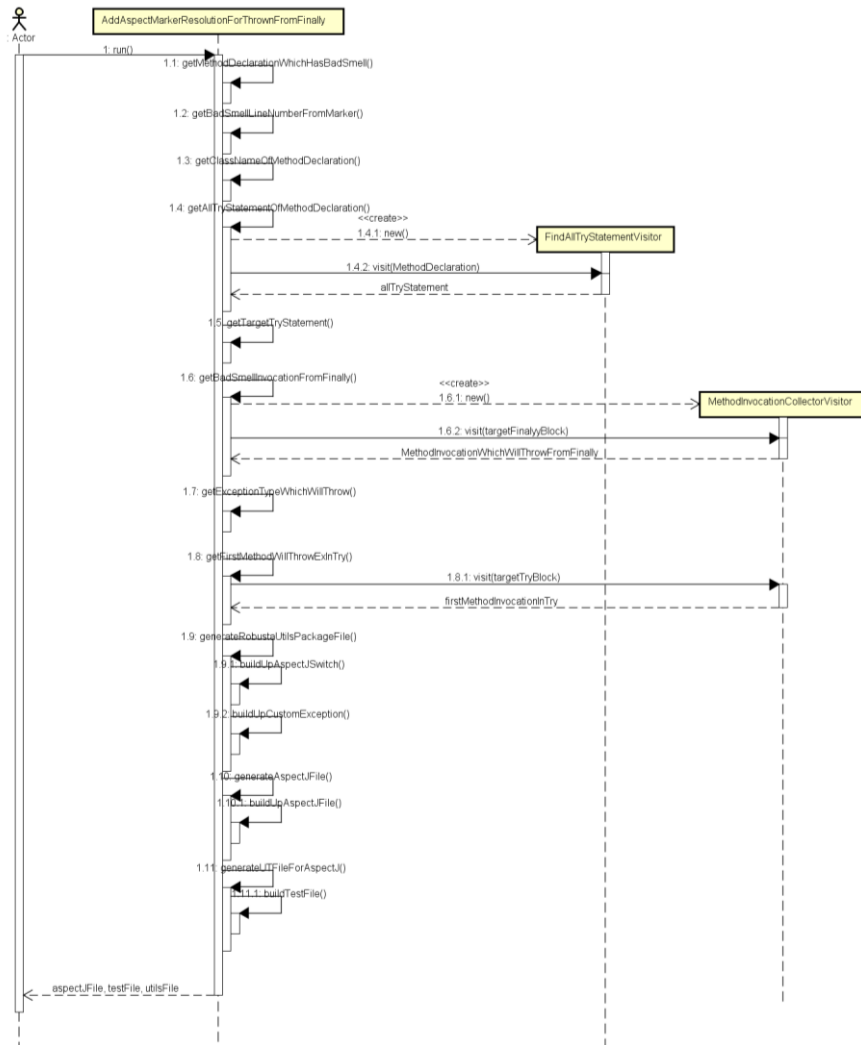 AddAspectMarkerResolutionForThrownFromFinally
: Actor
1: run()
1.1: getMethodDeclarationWhichHasBadSmell()
1.2: getBadSmellLineNumberFromMarker()
1.3: getClassNameOfMethodDeclaration()
1.4: getAllTryStatementOfMethodDeclaration()
<<create>>
1.4.1: new()
FindAllTryStatementVisitor
1.4.2: visit(MethodDeclaration)
allTryStatement
1.5: getTargetTryStatement()
1.6: getBadSmellInvocationFromFinally()
<<create>>
1.6.1: new()
MethodInvocationCollectorVisitor
1.6.2: visit(targetFinalyyBlock)
MethodInvocationWhichWillThrowFromFinally
1.7: getExceptionTypeWhichWillThrow()
1.8: getFirstMethodWillThrowExInTry()
1.8.1: visit(targetTryBlock)
firstMethodInvocationInTry
1.9: generateRobustaUtilsPackageFile()
1.9.1: buildUpAspectJSwitch()
1.9.2: buildUpCustomException()
1.10: generateAspectJFile()
1.10.1: buildUpAspectJFile()
1.11: generateUTFileForAspectJ()
1.11.1: buildTestFile()
aspectJFile, testFile, utilsFile